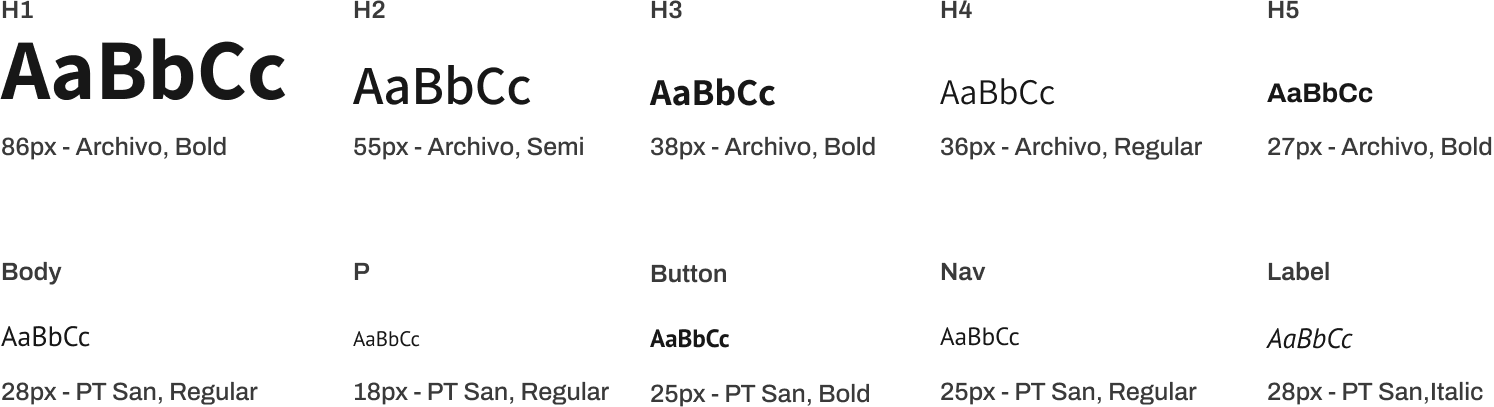 H1 H2 H3 H4 H5
AaBbCc AaBbCc AaBbCc AaBbCc AaBbCc
86px - Archivo, Bold 55px - Archivo, Semi 38px - Archivo, Bold 36px - Archivo, Regular 27px - Archivo, Bold
Body P Button Nav Label
AaBbCc AaBbCc AaBbCc AaBbCc AaBbCc
28px - PT San, Regular 18px - PT San, Regular 25px - PT San, Bold 25px - PT San, Regular 28px - PT San,Italic